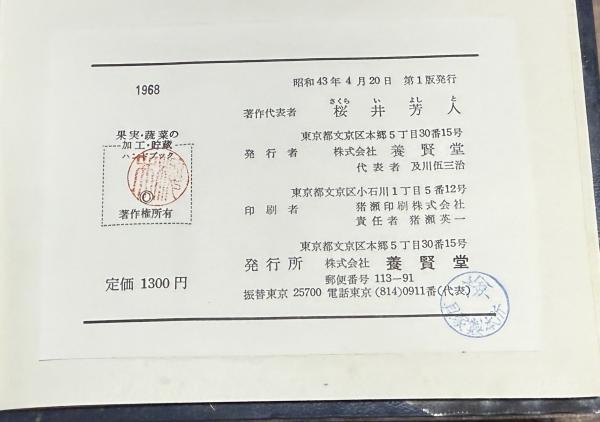 1968
昭和43年4月20日 第1版発行
さくら い よし と
著作代表者 桜井芳人
果実・蔬菜の
加工・貯蔵
ハンドブック
著作権所有
定価 1300円
東京都文京区本郷5丁目30番15号
発行者 株式会社 養賢堂
代表者 及川伍三治
東京都文京区小石川1丁目5番12号
印刷者 猪瀬印刷株式会社
責任者 猪瀬英一
東京都文京区本郷5丁目30番15号
発行所 株式会社 養賢堂
郵便番号 113-91
振替東京 25700 電話東京(814)0911番(代表)